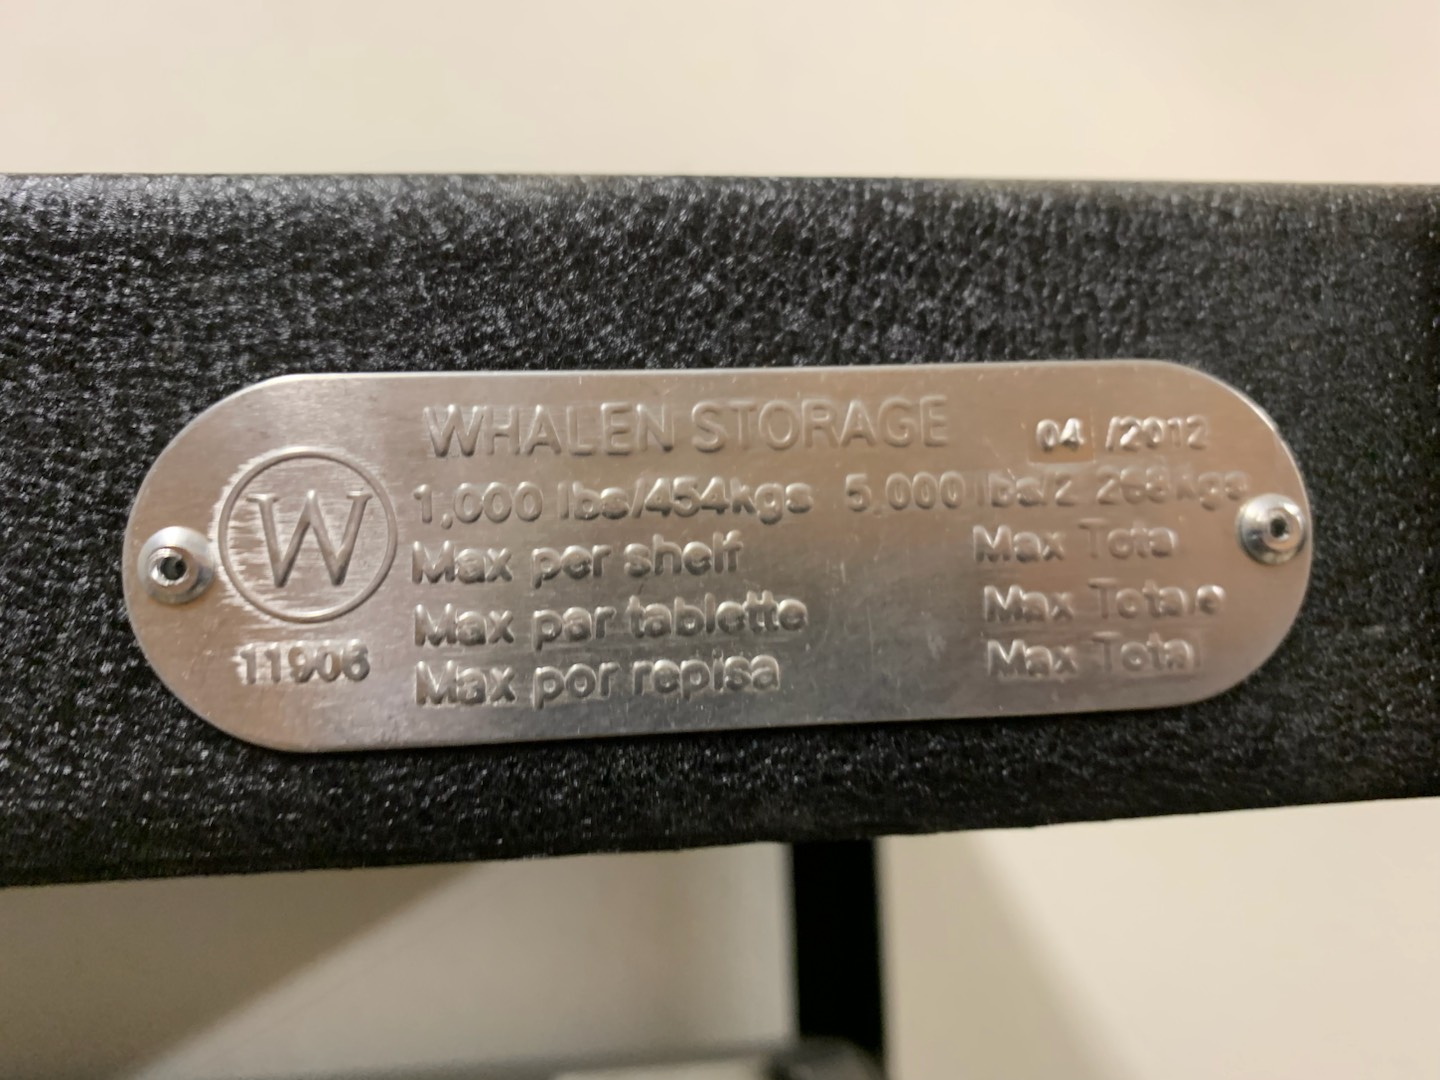 WHALEN STORAGE 04 /2012
1,000 lbs/454kgs 5,000 lbs/2 268kgs
W
Max per shelf Max Total
Max par tablette Max Totale
11906
Max por repisa Max Total